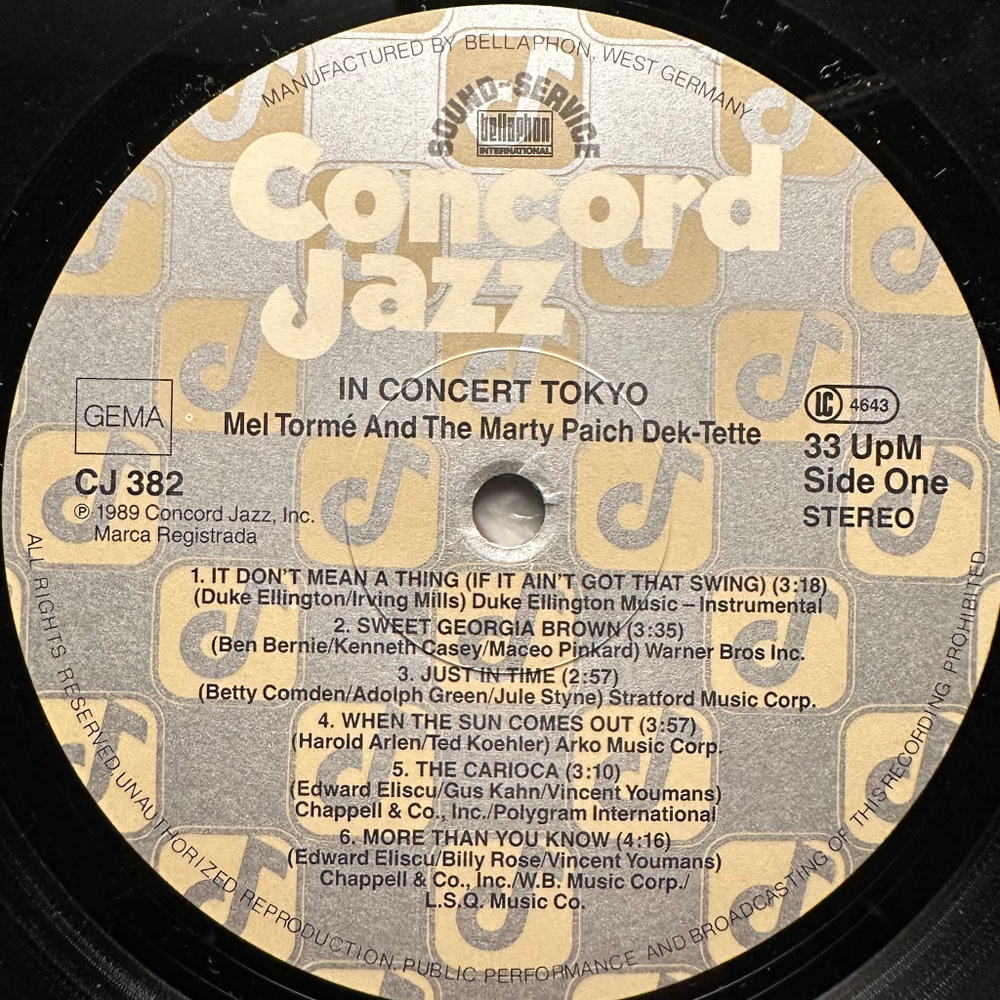 MANUFACTURED BY BELLAPHON, WEST GERMANY
SOUND-SERVICE
bellaphon
INTERNATIONAL
Concord
Jazz
IN CONCERT TOKYO
Mel Tormé And The Marty Paich Dek-Tette
GEMA
CJ 382
℗ 1989 Concord Jazz, Inc.
Marca Registrada
LC 4643
33 UpM
Side One
STEREO
1. IT DON'T MEAN A THING (IF IT AIN'T GOT THAT SWING) (3:18)
(Duke Ellington/Irving Mills) Duke Ellington Music – Instrumental
2. SWEET GEORGIA BROWN (3:35)
(Ben Bernie/Kenneth Casey/Maceo Pinkard) Warner Bros Inc.
3. JUST IN TIME (2:57)
(Betty Comden/Adolph Green/Jule Styne) Stratford Music Corp.
4. WHEN THE SUN COMES OUT (3:57)
(Harold Arlen/Ted Koehler) Arko Music Corp.
5. THE CARIOCA (3:10)
(Edward Eliscu/Gus Kahn/Vincent Youmans)
Chappell & Co., Inc./Polygram International
6. MORE THAN YOU KNOW (4:16)
(Edward Eliscu/Billy Rose/Vincent Youmans)
Chappell & Co., Inc./W.B. Music Corp./
L.S.Q. Music Co.
ALL RIGHTS RESERVED UNAUTHORIZED REPRODUCTION, PUBLIC PERFORMANCE AND BROADCASTING OF THIS RECORDING PROHIBITED